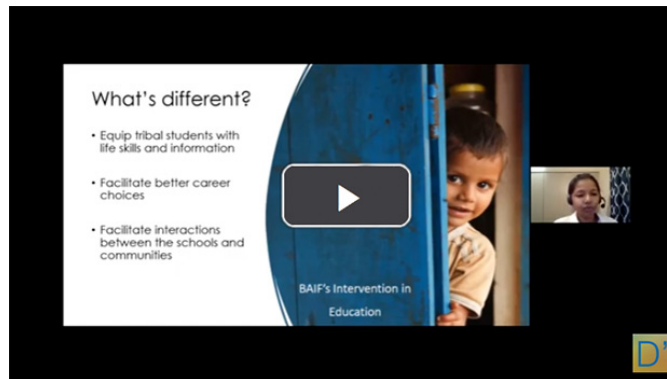 What's different?
• Equip tribal students with
life skills and information
• Facilitate better career
choices
• Facilitate interactions
between the schools and
communities
BAIF's Intervention in
Education
D'